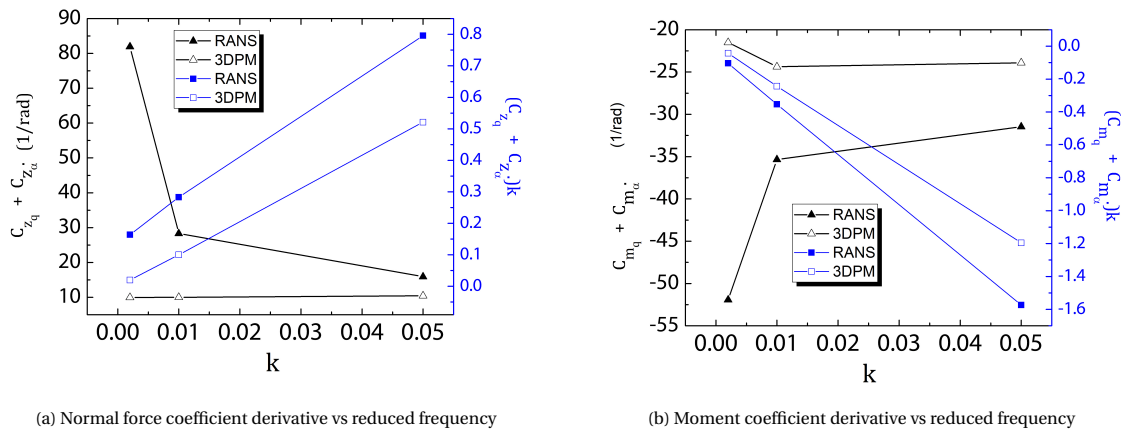 90
80
70
60
50
40
30
20
10
C_{z_q} + C_{z_α̇} (1/rad)
RANS
3DPM
RANS
3DPM
0.8
0.7
0.6
0.5
0.4
0.3
0.2
0.1
0.0
(C_{z_q} + C_{z_α̇})k
0.00 0.01 0.02 0.03 0.04 0.05
k
(a) Normal force coefficient derivative vs reduced frequency
-20
-25
-30
-35
-40
-45
-50
-55
C_{m_q} + C_{m_α̇} (1/rad)
RANS
3DPM
RANS
3DPM
0.0
-0.2
-0.4
-0.6
-0.8
-1.0
-1.2
-1.4
-1.6
(C_{m_q} + C_{m_α̇})k
0.00 0.01 0.02 0.03 0.04 0.05
k
(b) Moment coefficient derivative vs reduced frequency